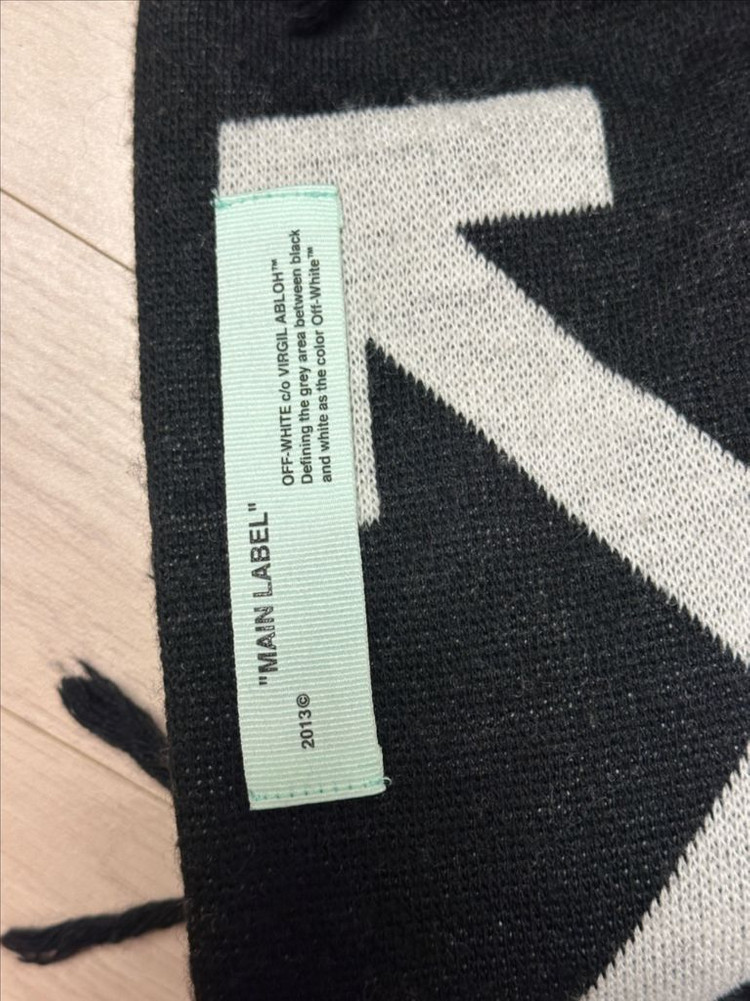 OFF-WHITE c/o VIRGIL ABLOH™
Defining the grey area between black
and white as the color Off-White™
"MAIN LABEL"
2013©